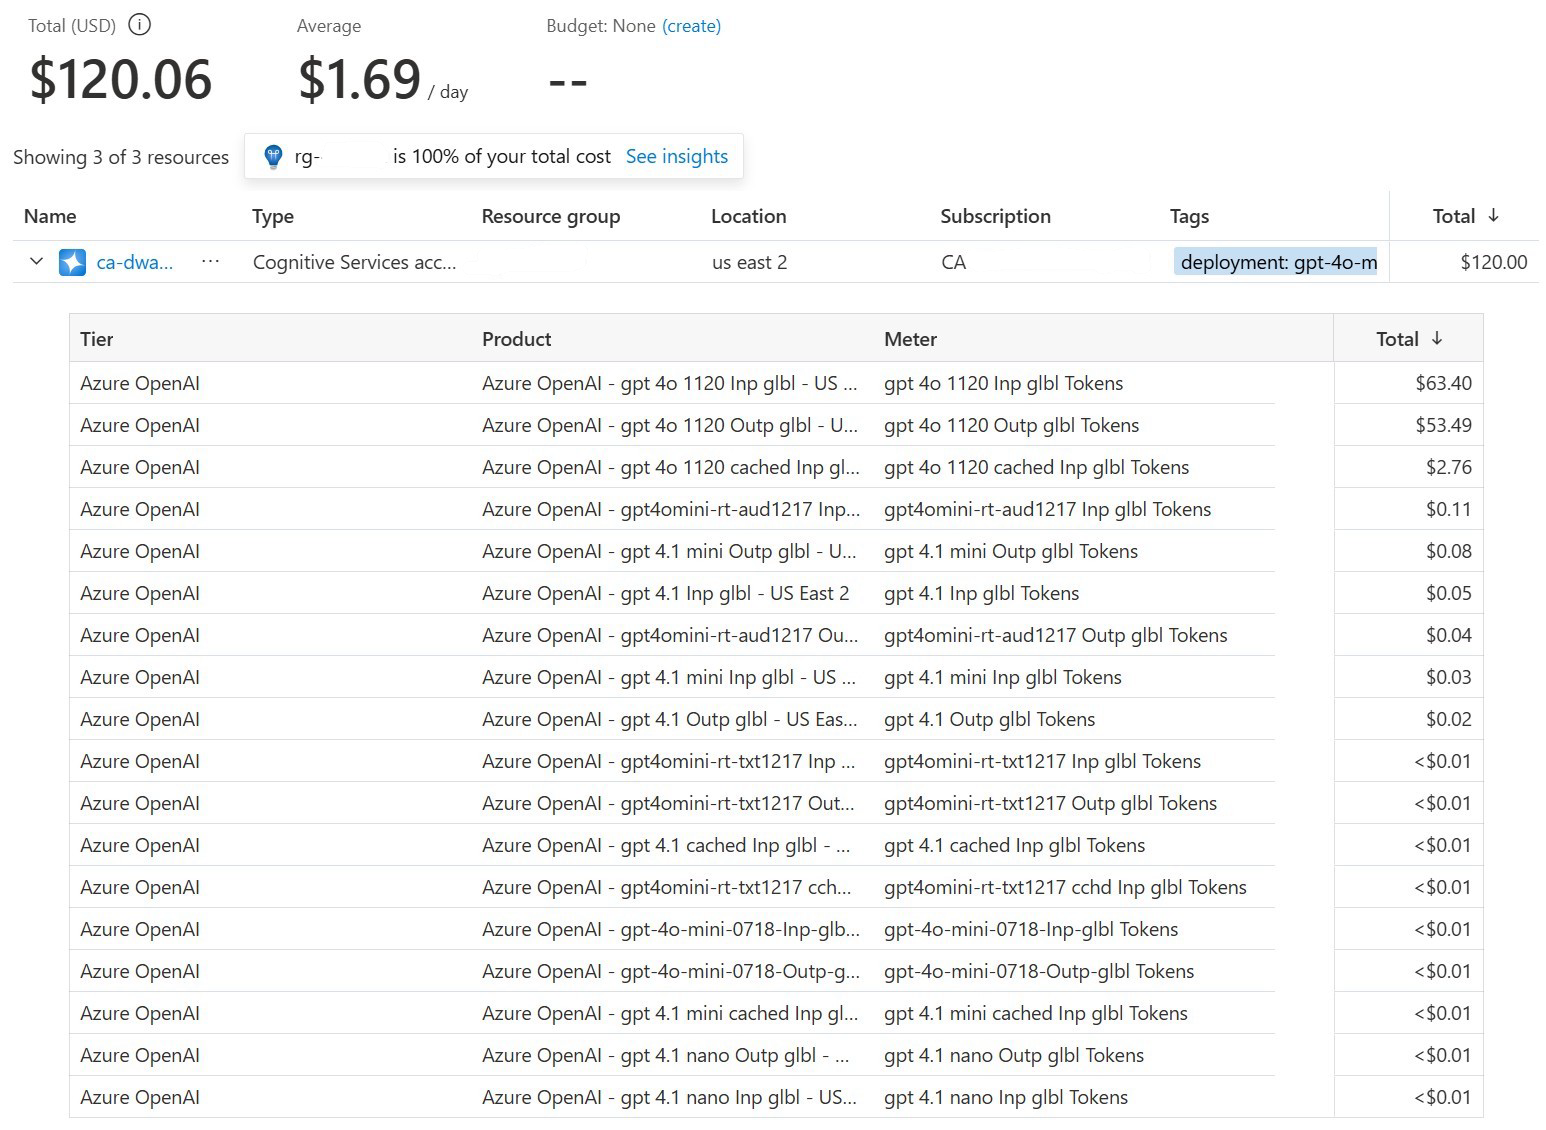 Total (USD) Average Budget: None (create)
$120.06 $1.69 / day --
Showing 3 of 3 resources rg- is 100% of your total cost See insights
Name Type Resource group Location Subscription Tags Total ↓
ca-dwa... ... Cognitive Services acc... us east 2 CA deployment: gpt-4o-m $120.00
Tier Product Meter Total ↓
Azure OpenAI Azure OpenAI - gpt 4o 1120 Inp glbl - US ... gpt 4o 1120 Inp glbl Tokens $63.40
Azure OpenAI Azure OpenAI - gpt 4o 1120 Outp glbl - U... gpt 4o 1120 Outp glbl Tokens $53.49
Azure OpenAI Azure OpenAI - gpt 4o 1120 cached Inp gl... gpt 4o 1120 cached Inp glbl Tokens $2.76
Azure OpenAI Azure OpenAI - gpt4omini-rt-aud1217 Inp... gpt4omini-rt-aud1217 Inp glbl Tokens $0.11
Azure OpenAI Azure OpenAI - gpt 4.1 mini Outp glbl - U... gpt 4.1 mini Outp glbl Tokens $0.08
Azure OpenAI Azure OpenAI - gpt 4.1 Inp glbl - US East 2 gpt 4.1 Inp glbl Tokens $0.05
Azure OpenAI Azure OpenAI - gpt4omini-rt-aud1217 Ou... gpt4omini-rt-aud1217 Outp glbl Tokens $0.04
Azure OpenAI Azure OpenAI - gpt 4.1 mini Inp glbl - US ... gpt 4.1 mini Inp glbl Tokens $0.03
Azure OpenAI Azure OpenAI - gpt 4.1 Outp glbl - US Eas... gpt 4.1 Outp glbl Tokens $0.02
Azure OpenAI Azure OpenAI - gpt4omini-rt-txt1217 Inp ... gpt4omini-rt-txt1217 Inp glbl Tokens <$0.01
Azure OpenAI Azure OpenAI - gpt4omini-rt-txt1217 Out... gpt4omini-rt-txt1217 Outp glbl Tokens <$0.01
Azure OpenAI Azure OpenAI - gpt 4.1 cached Inp glbl - ... gpt 4.1 cached Inp glbl Tokens <$0.01
Azure OpenAI Azure OpenAI - gpt4omini-rt-txt1217 cch... gpt4omini-rt-txt1217 cchd Inp glbl Tokens <$0.01
Azure OpenAI Azure OpenAI - gpt-4o-mini-0718-Inp-glb... gpt-4o-mini-0718-Inp-glbl Tokens <$0.01
Azure OpenAI Azure OpenAI - gpt-4o-mini-0718-Outp-g... gpt-4o-mini-0718-Outp-glbl Tokens <$0.01
Azure OpenAI Azure OpenAI - gpt 4.1 mini cached Inp gl... gpt 4.1 mini cached Inp glbl Tokens <$0.01
Azure OpenAI Azure OpenAI - gpt 4.1 nano Outp glbl - ... gpt 4.1 nano Outp glbl Tokens <$0.01
Azure OpenAI Azure OpenAI - gpt 4.1 nano Inp glbl - US... gpt 4.1 nano Inp glbl Tokens <$0.01